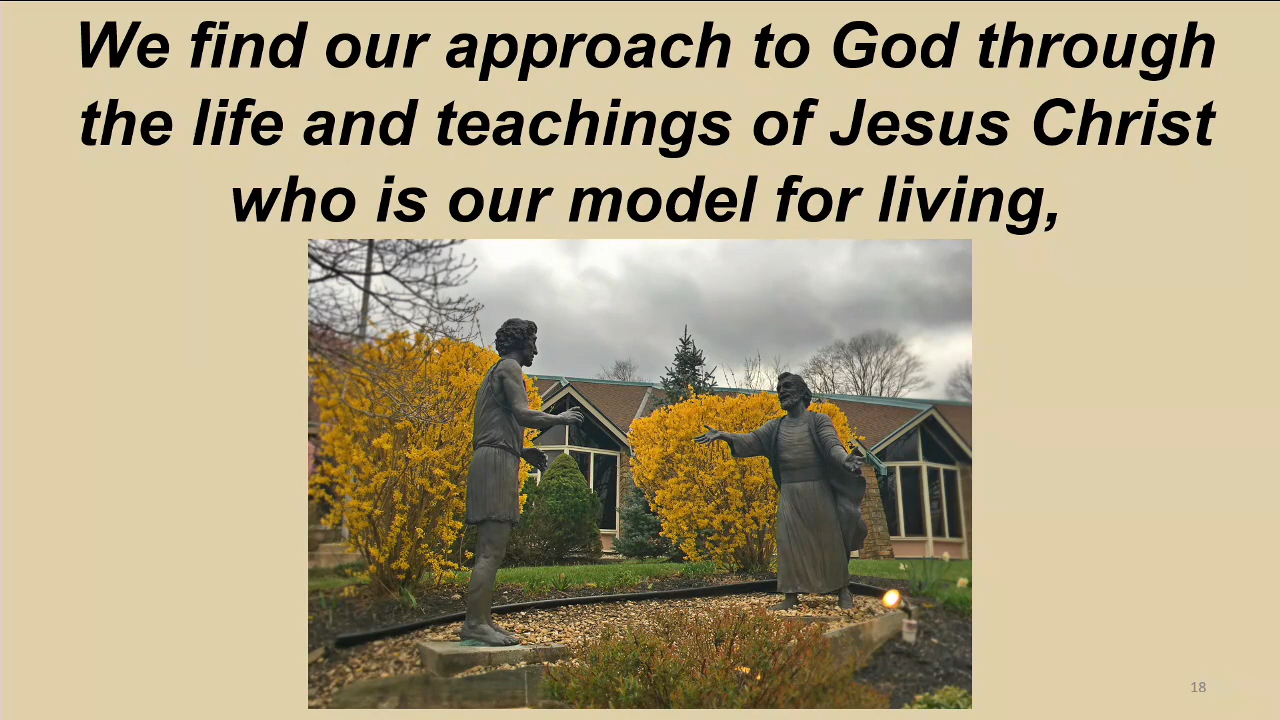 We find our approach to God through
the life and teachings of Jesus Christ
who is our model for living,
18